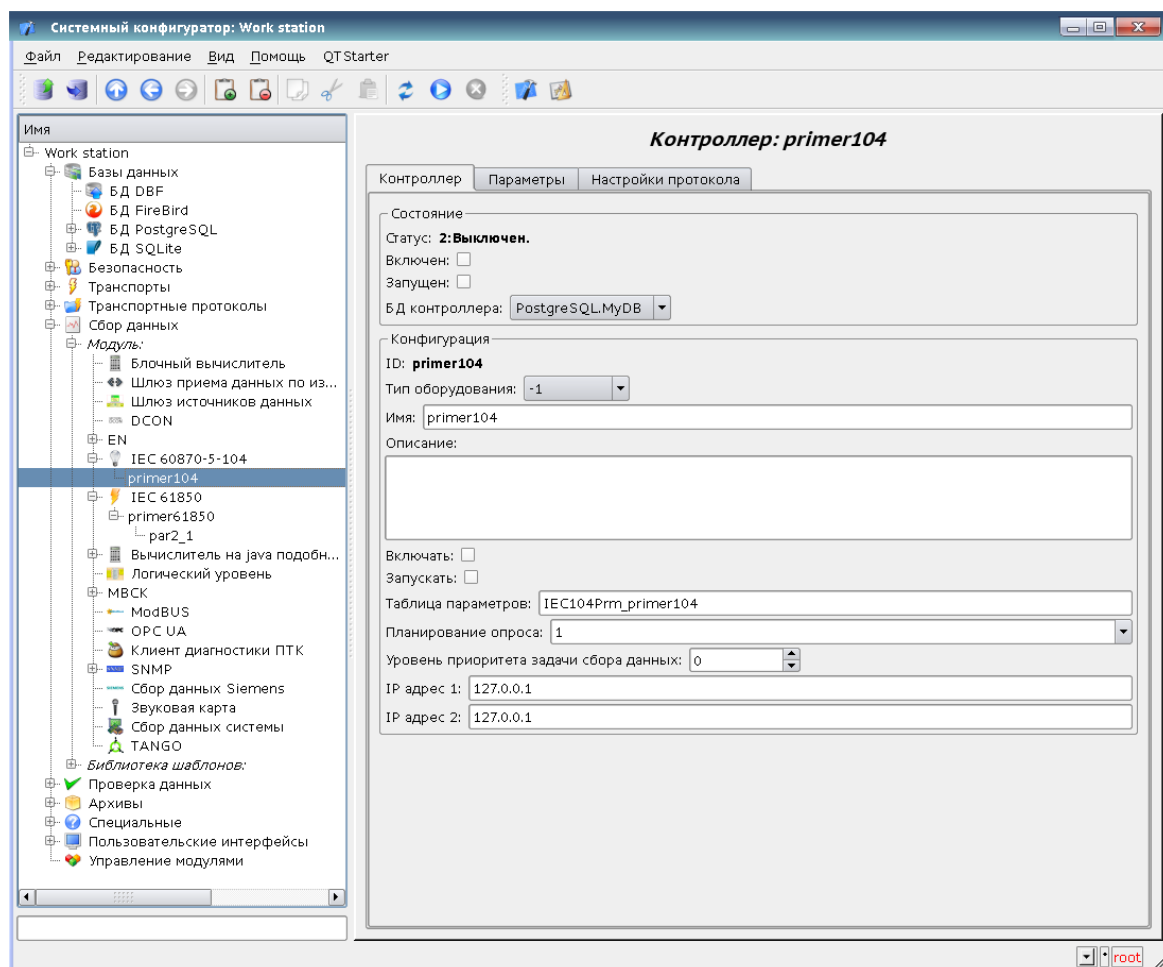 Системный конфигуратор: Work station
Файл Редактирование Вид Помощь QTStarter
Имя
Work station
Базы данных
БД DBF
БД FireBird
БД PostgreSQL
БД SQLite
Безопасность
Транспорты
Транспортные протоколы
Сбор данных
Модуль:
Блочный вычислитель
Шлюз приема данных по из...
Шлюз источников данных
DCON
EN
IEC 60870-5-104
primer104
IEC 61850
primer61850
par2_1
Вычислитель на java подобн...
Логический уровень
МВСК
ModBUS
OPC UA
Клиент диагностики ПТК
SNMP
Сбор данных Siemens
Звуковая карта
Сбор данных системы
TANGO
Библиотека шаблонов:
Проверка данных
Архивы
Специальные
Пользовательские интерфейсы
Управление модулями
Контроллер: primer104
Контроллер Параметры Настройки протокола
Состояние
Статус: 2:Выключен.
Включен:
Запущен:
БД контроллера: PostgreSQL.MyDB
Конфигурация
ID: primer104
Тип оборудования: -1
Имя: primer104
Описание:
Включать:
Запускать:
Таблица параметров: IEC104Prm_primer104
Планирование опроса: 1
Уровень приоритета задачи сбора данных: 0
IP адрес 1: 127.0.0.1
IP адрес 2: 127.0.0.1
root